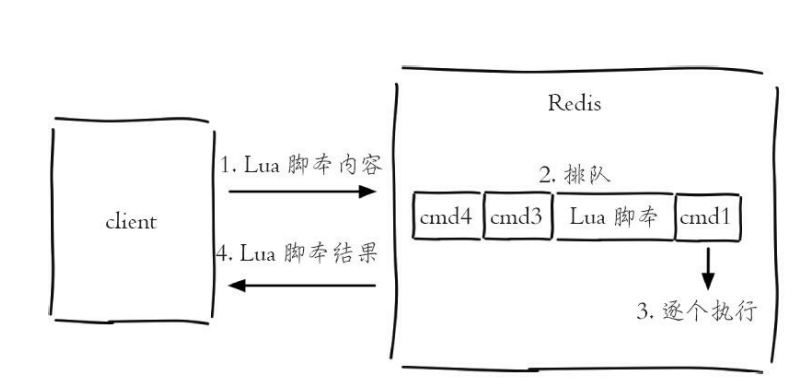 Redis
1. Lua 脚本内容
2. 排队
cmd4 cmd3 Lua 脚本 cmd1
client
4. Lua 脚本结果
3. 逐个执行